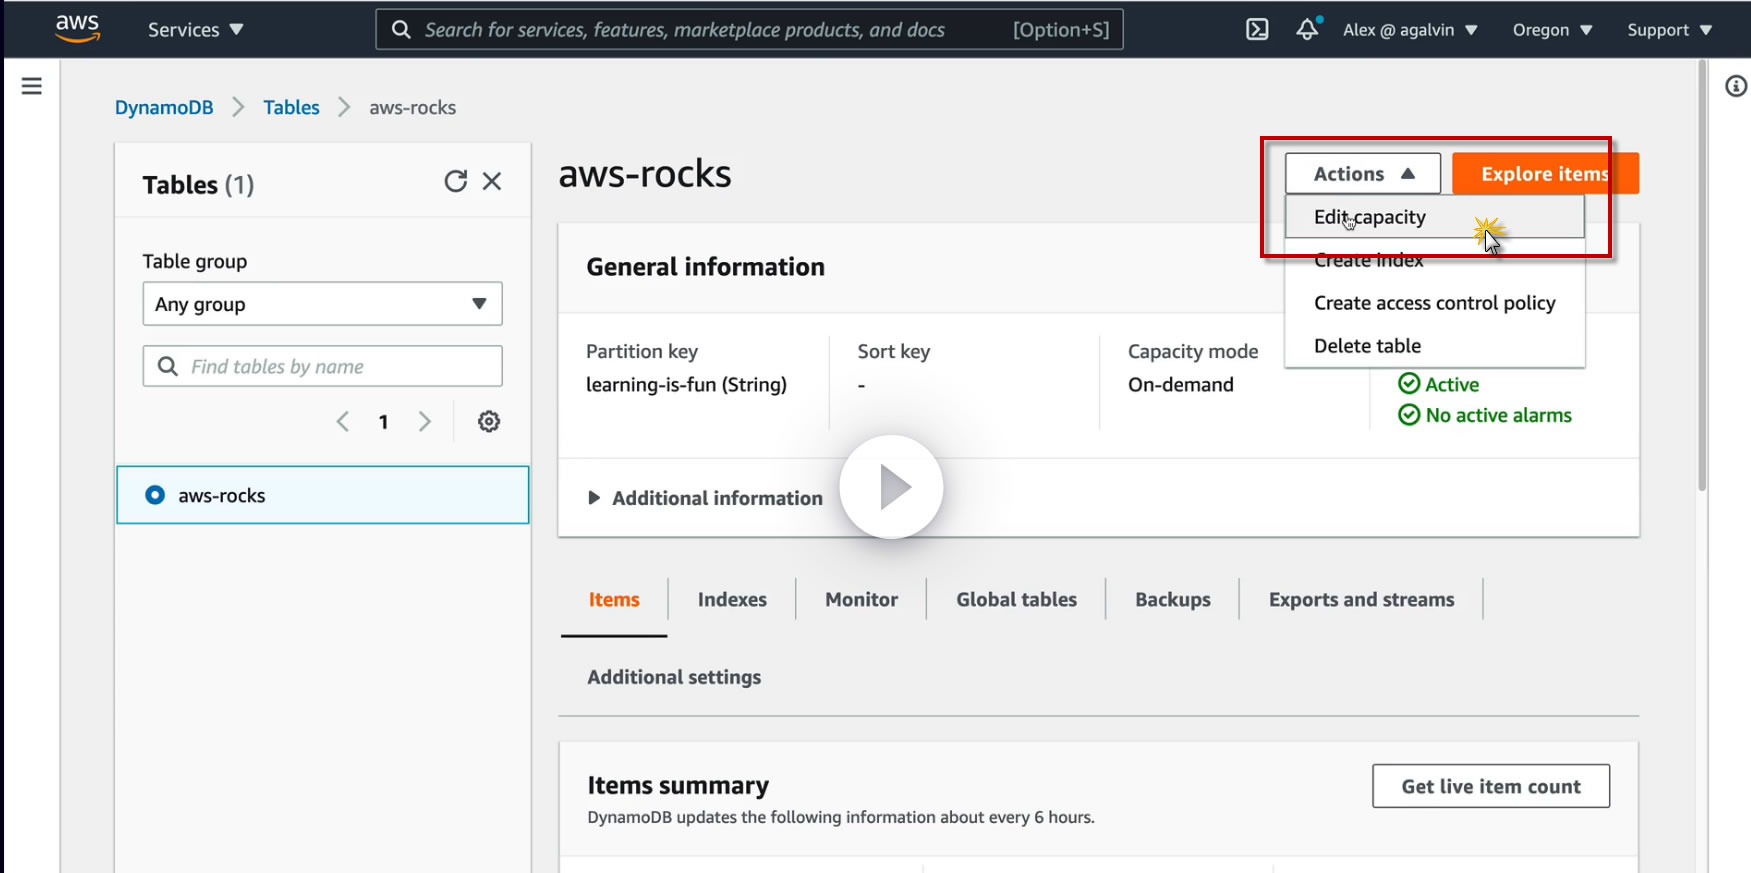 aws
Services
Search for services, features, marketplace products, and docs
[Option+S]
Alex @ agalvin
Oregon
Support
DynamoDB
Tables
aws-rocks
Tables (1)
Table group
Any group
Find tables by name
1
aws-rocks
aws-rocks
Actions
Explore items
Edit capacity
Create index
Create access control policy
Delete table
General information
Partition key
learning-is-fun (String)
Sort key
-
Capacity mode
On-demand
Active
No active alarms
Additional information
Items
Indexes
Monitor
Global tables
Backups
Exports and streams
Additional settings
Items summary
DynamoDB updates the following information about every 6 hours.
Get live item count